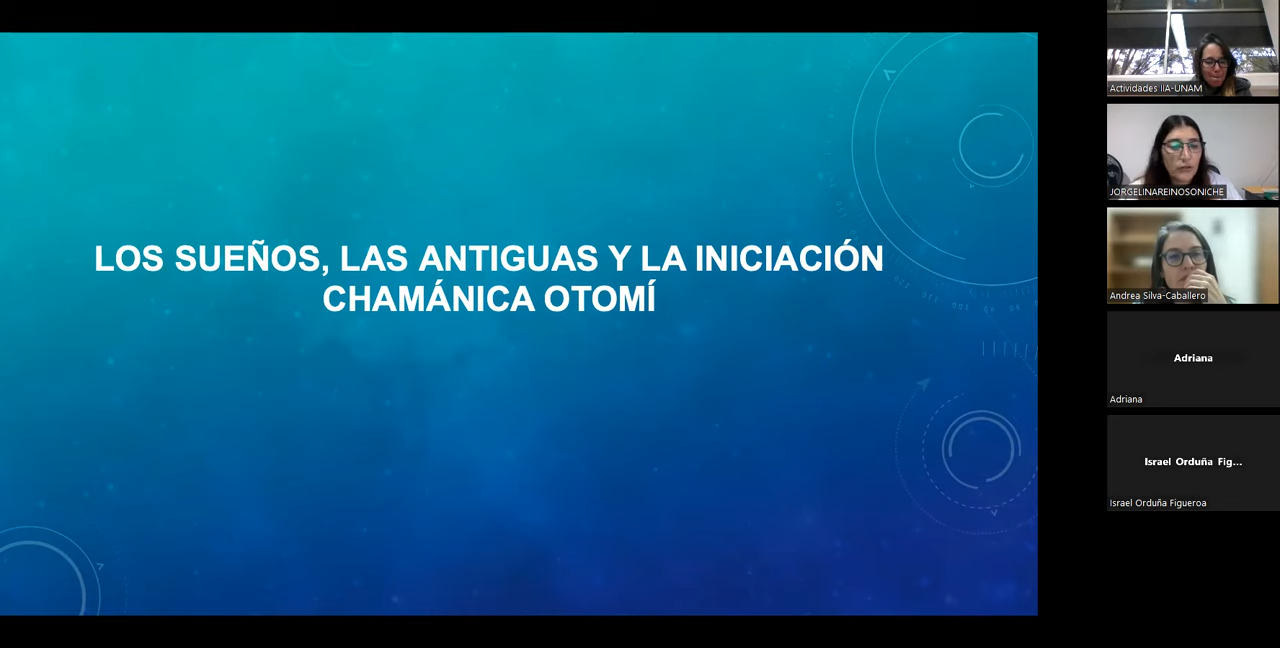 LOS SUEÑOS, LAS ANTIGUAS Y LA INICIACIÓN
CHAMÁNICA OTOMÍ
Actividades IIA-UNAM
JORGELINAREINOSONICHE
Andrea Silva-Caballero
Adriana
Adriana
Israel Orduña Fig...
Israel Orduña Figueroa